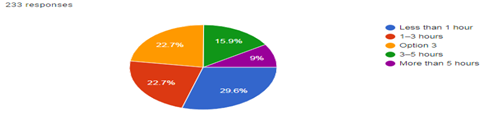 233 responses
Less than 1 hour
1–3 hours
Option 3
3–5 hours
More than 5 hours
22.7%
15.9%
9%
22.7%
29.6%